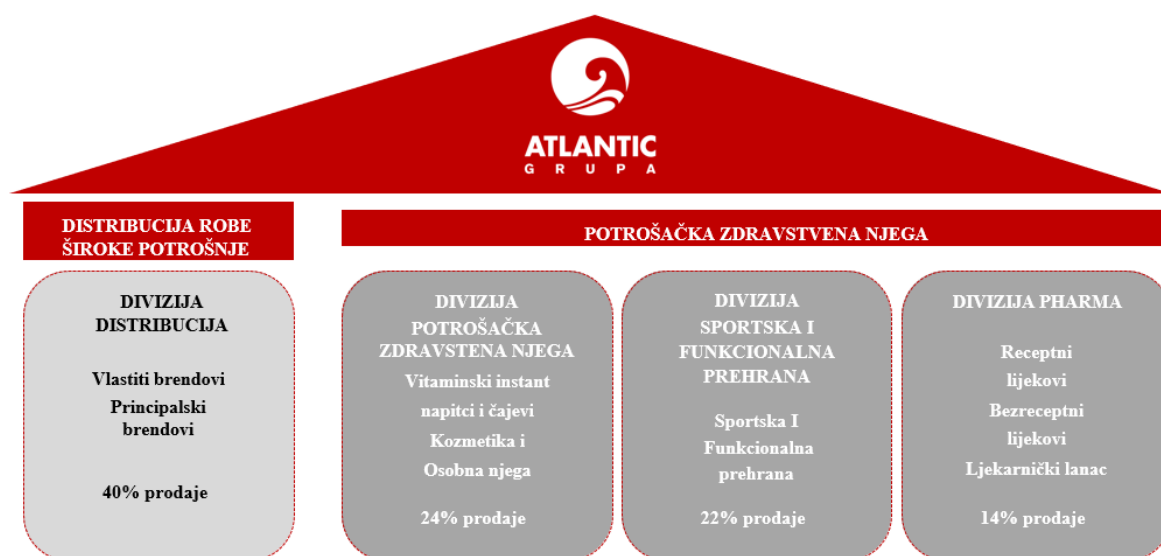 ATLANTIC
GRUPA
DISTRIBUCIJA ROBE
ŠIROKE POTROŠNJE
POTROŠAČKA ZDRAVSTVENA NJEGA
DIVIZIJA
DISTRIBUCIJA
Vlastiti brendovi
Principalski
brendovi
40% prodaje
DIVIZIJA
POTROŠAČKA
ZDRAVSTENA NJEGA
Vitaminski instant
napitci i čajevi
Kozmetika i
Osobna njega
24% prodaje
DIVIZIJA
SPORTSKA I
FUNKCIONALNA
PREHRANA
Sportska I
Funkcionalna
prehrana
22% prodaje
DIVIZIJA PHARMA
Receptni
lijekovi
Bezreceptni
lijekovi
Ljekarnički lanac
14% prodaje